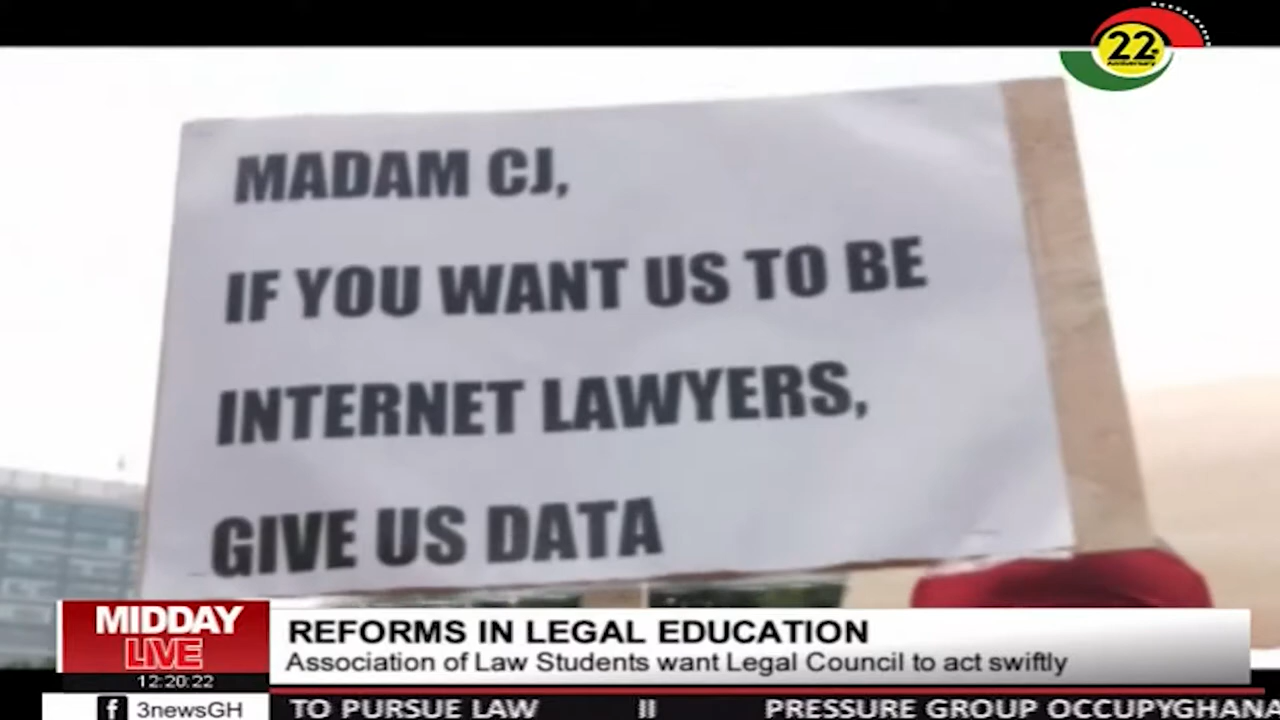 22
Anniversary
MADAM CJ,
IF YOU WANT US TO BE
INTERNET LAWYERS,
GIVE US DATA
MIDDAY
LIVE
12:20:22
REFORMS IN LEGAL EDUCATION
Association of Law Students want Legal Council to act swiftly
f 3newsGH
TO PURSUE LAW || PRESSURE GROUP OCCUPYGHANA